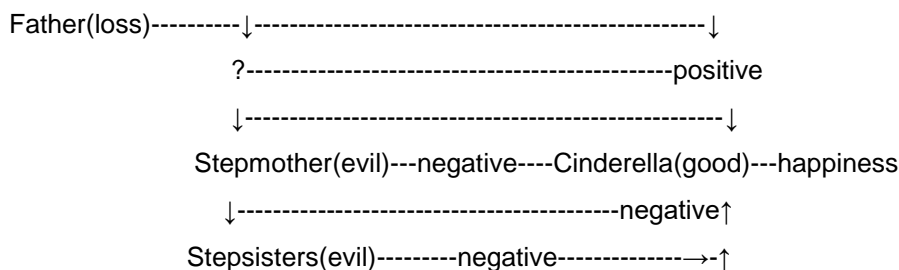 Father(loss)----------↓--------------------------------------------------↓
?-----------------------------------------------positive
↓-----------------------------------------------------↓
Stepmother(evil)---negative----Cinderella(good)---happiness
↓------------------------------------------negative↑
Stepsisters(evil)---------negative--------------→-↑